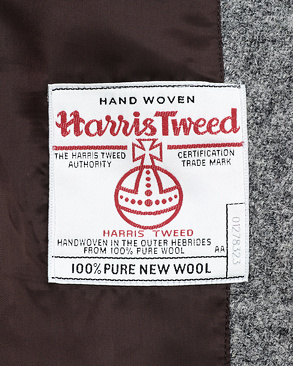 HAND WOVEN
Harris Tweed
THE HARRIS TWEED AUTHORITY
CERTIFICATION TRADE MARK
HARRIS TWEED
HANDWOVEN IN THE OUTER HEBRIDES
FROM 100% PURE WOOL
AA
100% PURE NEW WOOL